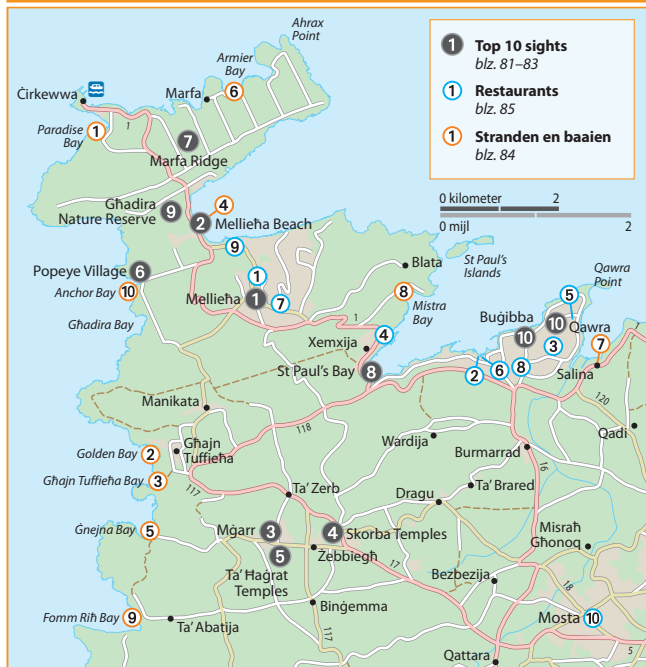 Ahrax
Point
Armier
Bay
Ċirkewwa
Marfa
6
Paradise
Bay
1
1
7
Marfa Ridge
1 Top 10 sights
blz. 81–83
1 Restaurants
blz. 85
1 Stranden en baaien
blz. 84
0 kilometer 2
0 mijl 2
Għadira
Nature Reserve
9
2
4
Mellieħa Beach
9
Popeye Village
6
Anchor Bay
10
1
Mellieħa
1
7
Blata
St Paul's
Islands
8
Mistra
Bay
1
Għadira Bay
Qawra
Point
5
Buġibba
10
10
Qawra
3
7
Xemxija
4
St Paul's Bay
8
2
6
8
Salina
1
Manikata
118
120
Qadi
Wardija
Burmarrad
16
Golden Bay
2
Għajn
Tuffieħa
Għajn Tuffieħa Bay
3
117
Ta' Zerb
Dragu
Ta' Brared
Ġnejna Bay
5
Mġarr
3
4
Skorba Temples
Misraħ
Għonoq
5
Żebbiegħ
17
Ta' Ħaġrat
Temples
Bezbezija
18
Fomm Riħ Bay
9
Ta' Abatija
Binġemma
117
Mosta
10
5
Qattara